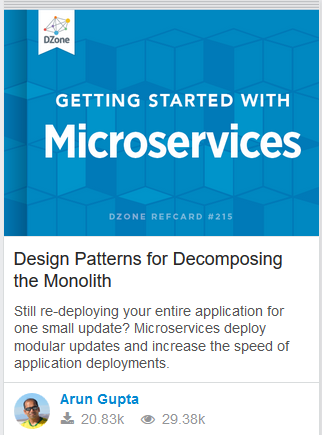 DZone
GETTING STARTED WITH
Microservices
DZONE REFCARD #215
Design Patterns for Decomposing
the Monolith
Still re-deploying your entire application for
one small update? Microservices deploy
modular updates and increase the speed of
application deployments.
Arun Gupta
20.83k 29.38k